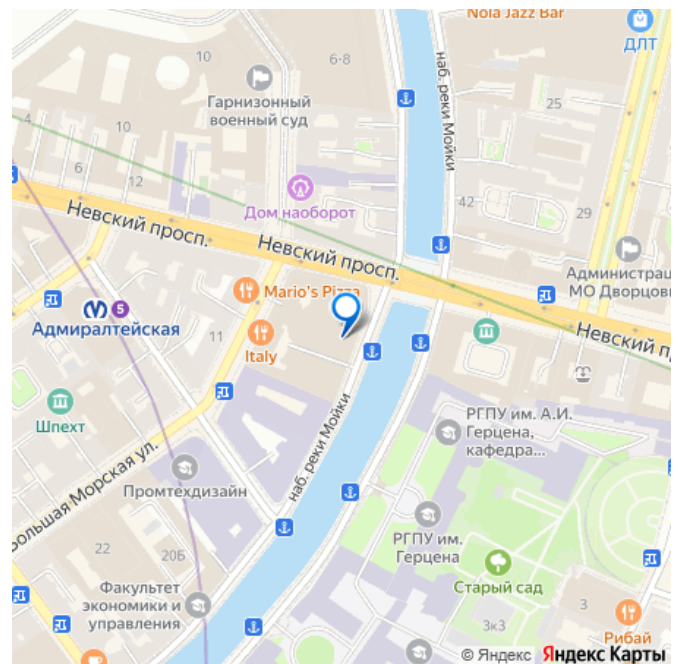 Nola Jazz Bar
ДЛТ
10
6-8
наб. реки Мойки
Гарнизонный
военный суд
25
4
10
6
12
Дом наоборот
42
29
Невский просп.
Невский просп.
Администрац
МО Дворцовы
Mario's Pizza
5
Адмиралтейская
11
Italy
Невский п
Шпехт
наб. реки Мойки
РГПУ им. А.И.
Герцена,
кафедра...
Большая Морская ул.
Промтехдизайн
РГПУ им.
Герцена
22
20Б
Старый сад
Факультет
экономики и
управления
3
3к3
Рибай
© Яндекс Яндекс Карты